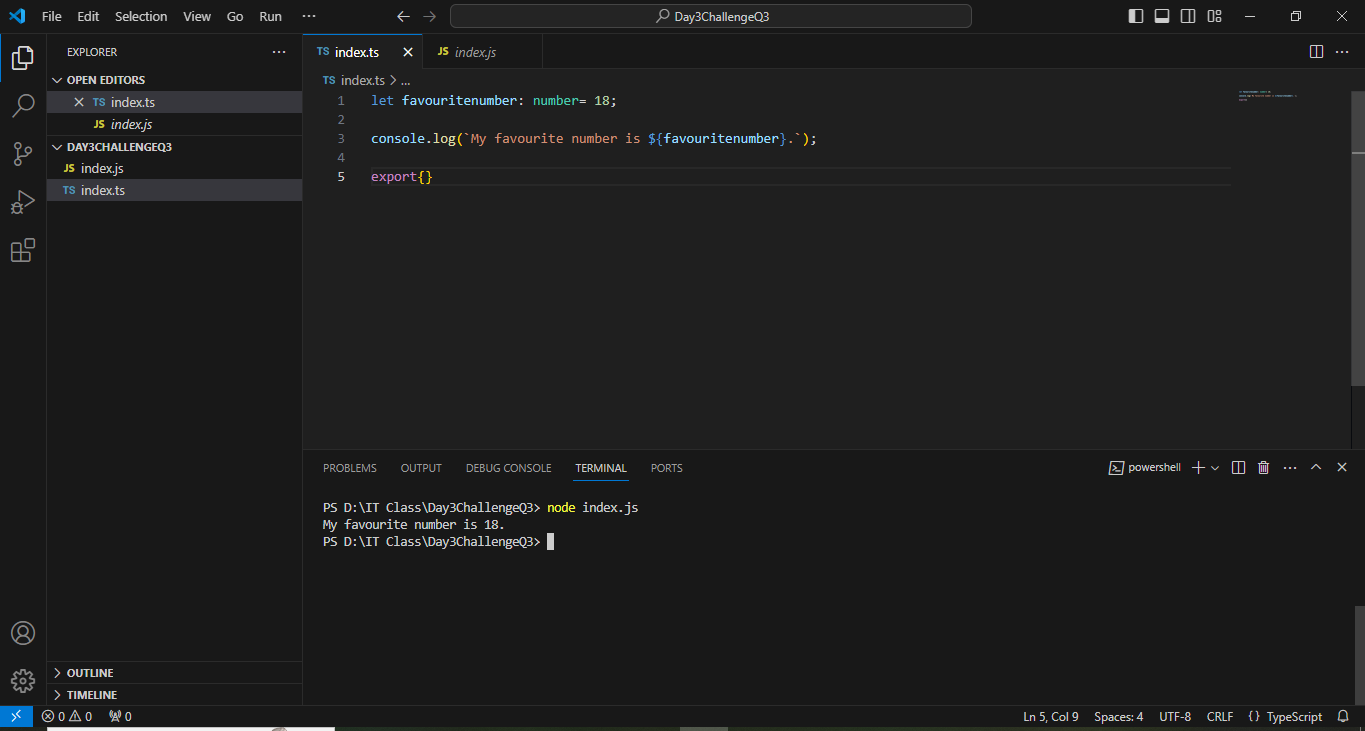 File Edit Selection View Go Run ··· Day3ChallengeQ3
EXPLORER ···
OPEN EDITORS
TS index.ts
JS index.js
DAY3CHALLENGEQ3
JS index.js
TS index.ts
OUTLINE
TIMELINE
TS index.ts JS index.js ···
TS index.ts > ...
1 let favouritenumber: number= 18;
2
3 console.log(`My favourite number is ${favouritenumber}.`);
4
5 export{}
PROBLEMS OUTPUT DEBUG CONSOLE TERMINAL PORTS powershell ···
PS D:\IT Class\Day3ChallengeQ3> node index.js
My favourite number is 18.
PS D:\IT Class\Day3ChallengeQ3>
0 0 0 Ln 5, Col 9 Spaces: 4 UTF-8 CRLF {} TypeScript